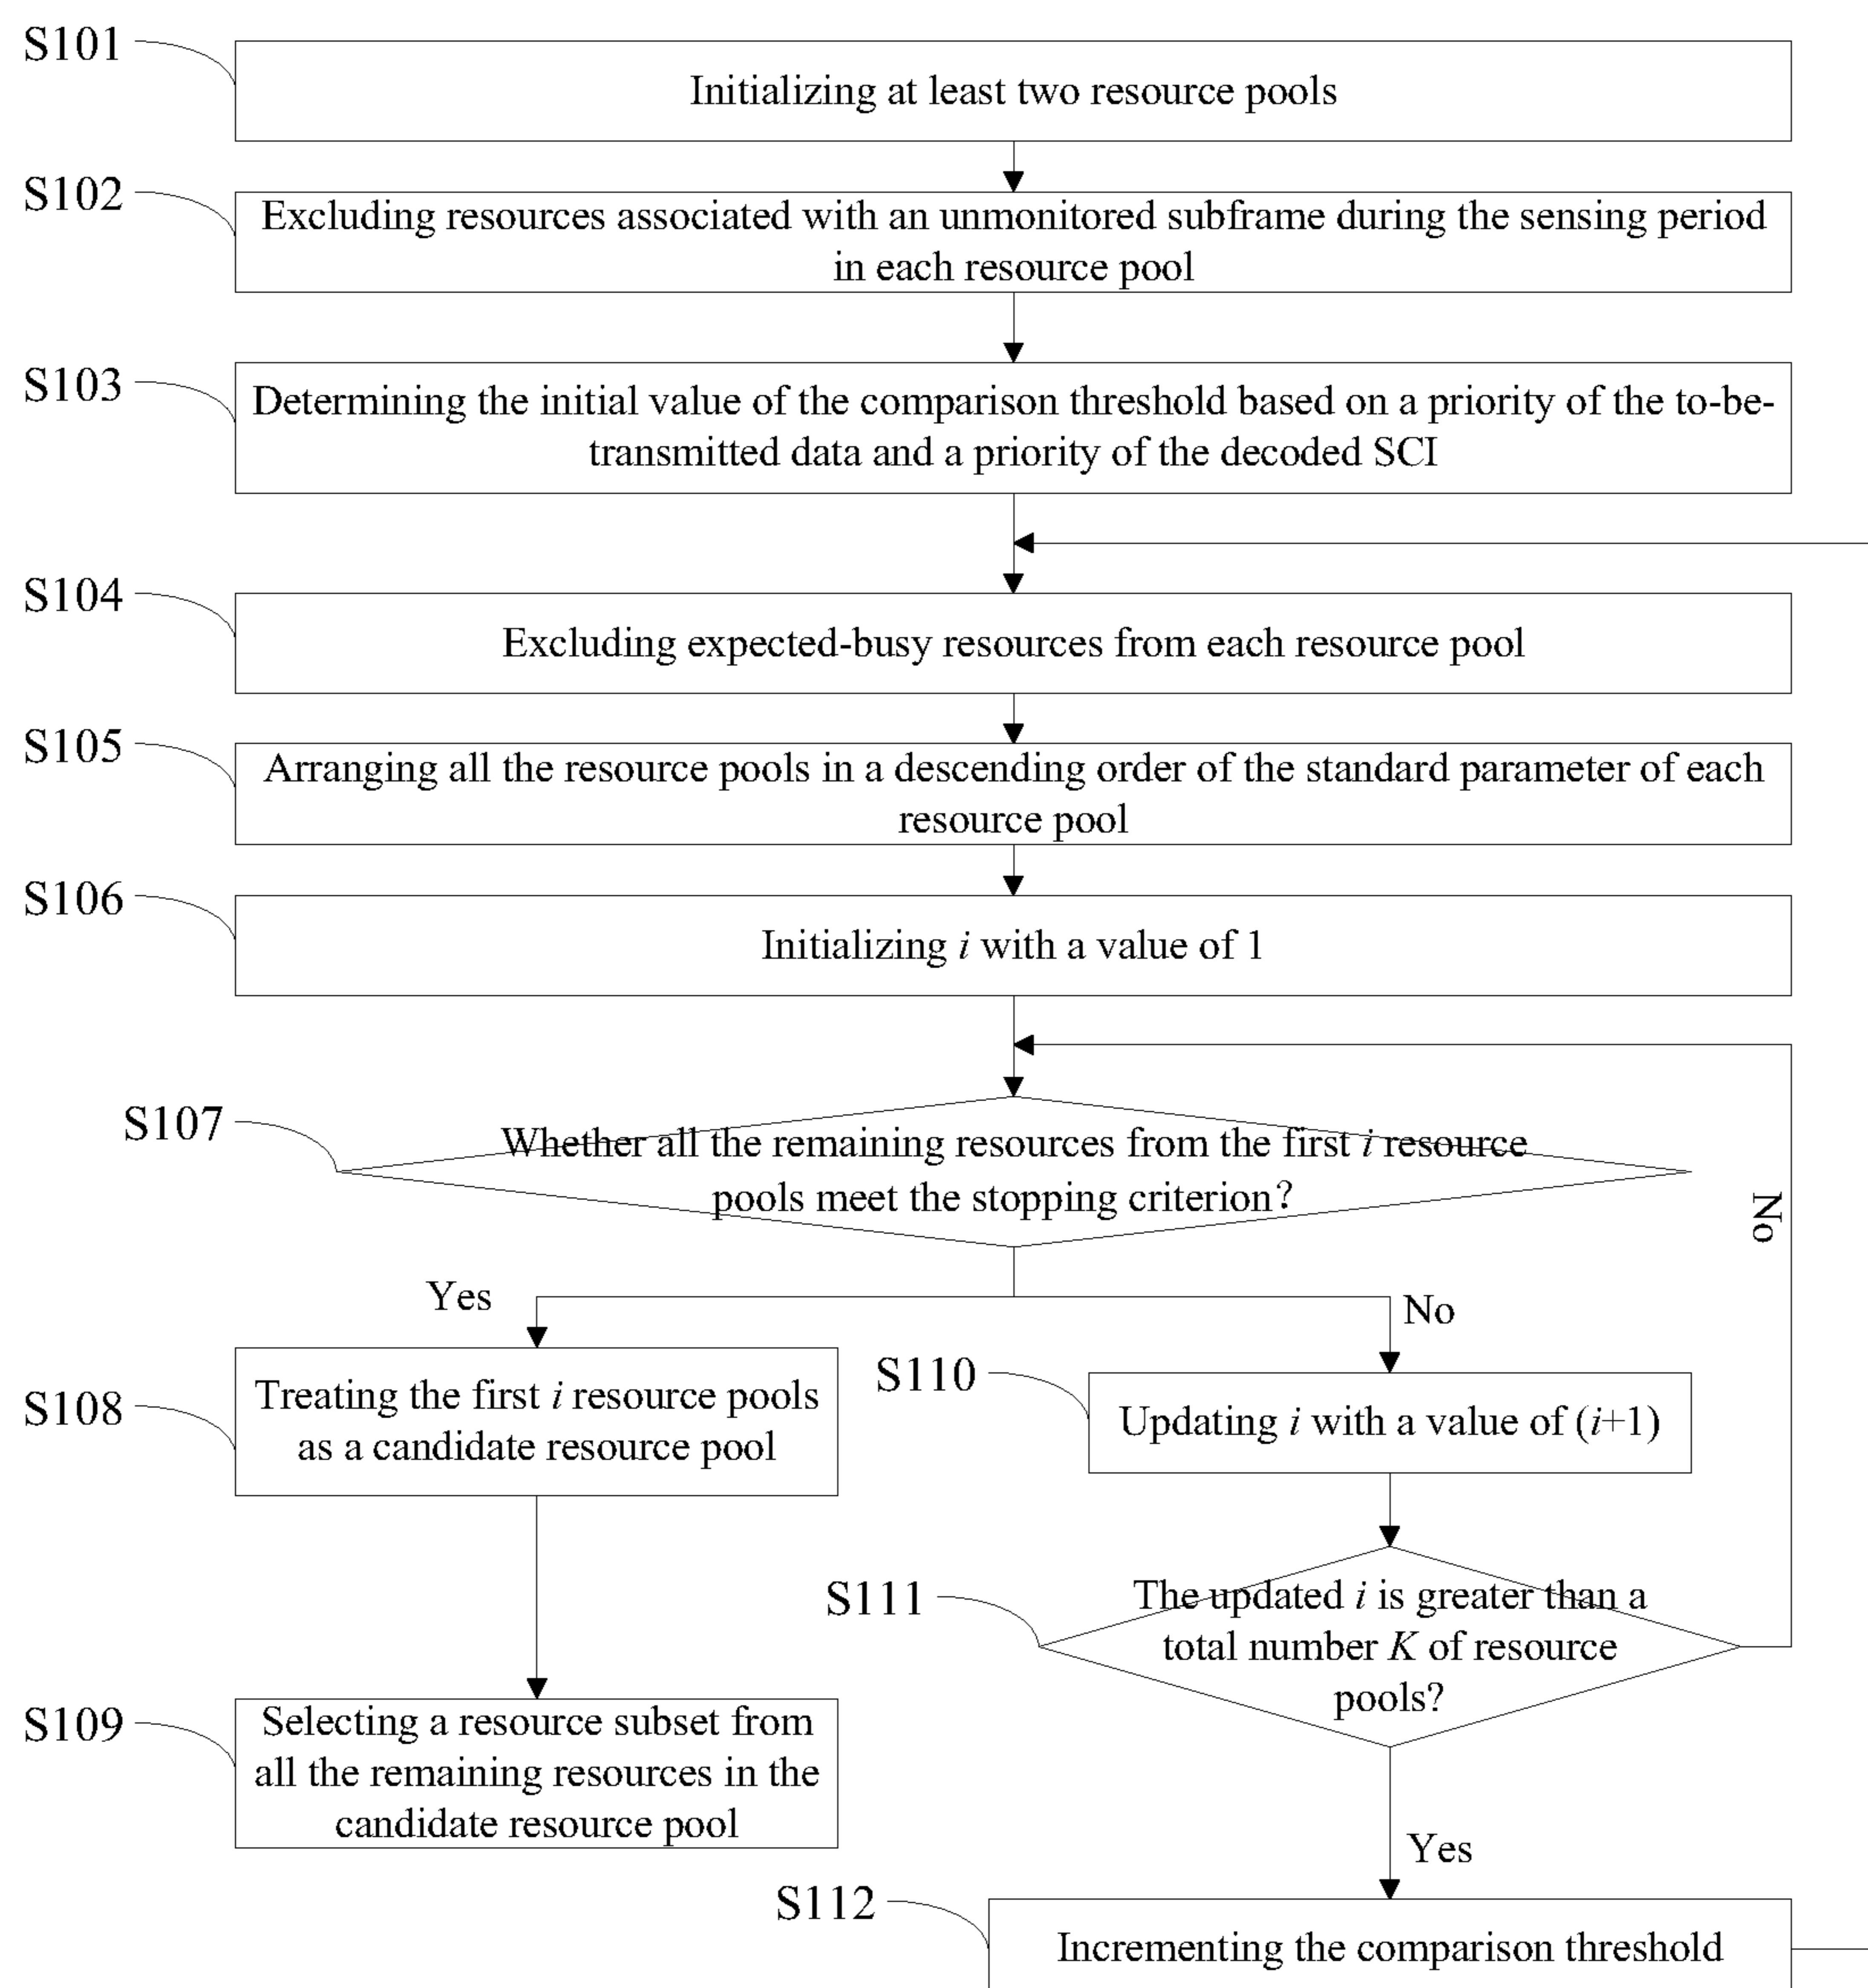 S101
Initializing at least two resource pools
S102
Excluding resources associated with an unmonitored subframe during the sensing period
in each resource pool
S103
Determining the initial value of the comparison threshold based on a priority of the to-be-
transmitted data and a priority of the decoded SCI
S104
Excluding expected-busy resources from each resource pool
S105
Arranging all the resource pools in a descending order of the standard parameter of each
resource pool
S106
Initializing i with a value of 1
S107
Whether all the remaining resources from the first i resource
pools meet the stopping criterion?
No
Yes
No
S108
Treating the first i resource pools
as a candidate resource pool
S110
Updating i with a value of (i+1)
S111
The updated i is greater than a
total number K of resource
pools?
S109
Selecting a resource subset from
all the remaining resources in the
candidate resource pool
Yes
S112
Incrementing the comparison threshold